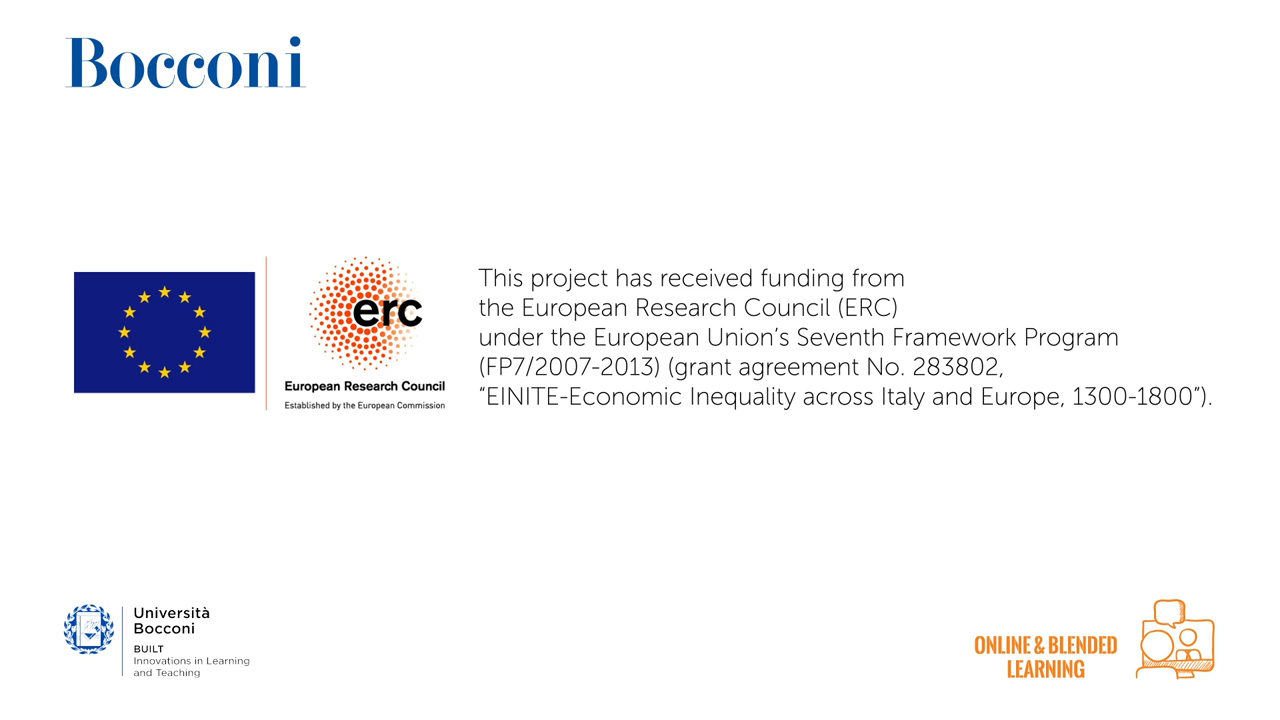 Bocconi
erc
European Research Council
Established by the European Commission
This project has received funding from
the European Research Council (ERC)
under the European Union’s Seventh Framework Program
(FP7/2007-2013) (grant agreement No. 283802,
“EINITE-Economic Inequality across Italy and Europe, 1300-1800”).
Università
Bocconi
BUILT
Innovations in Learning
and Teaching
ONLINE & BLENDED
LEARNING